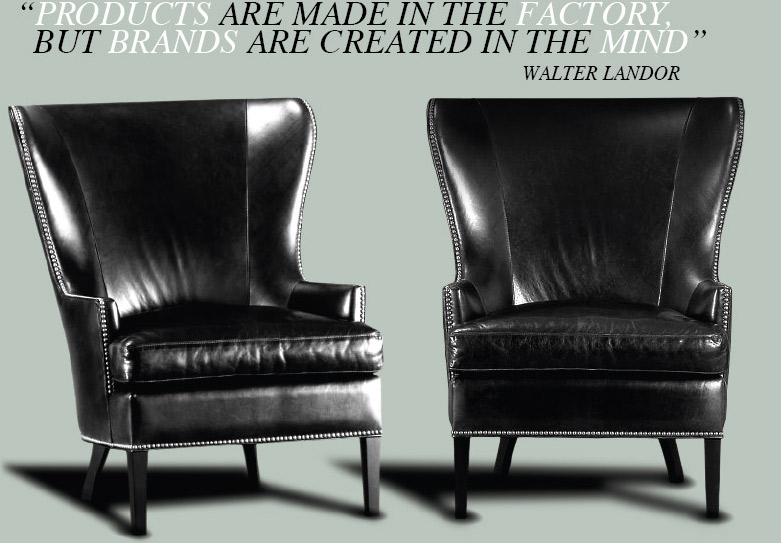 “PRODUCTS ARE MADE IN THE FACTORY,
BUT BRANDS ARE CREATED IN THE MIND”
WALTER LANDOR